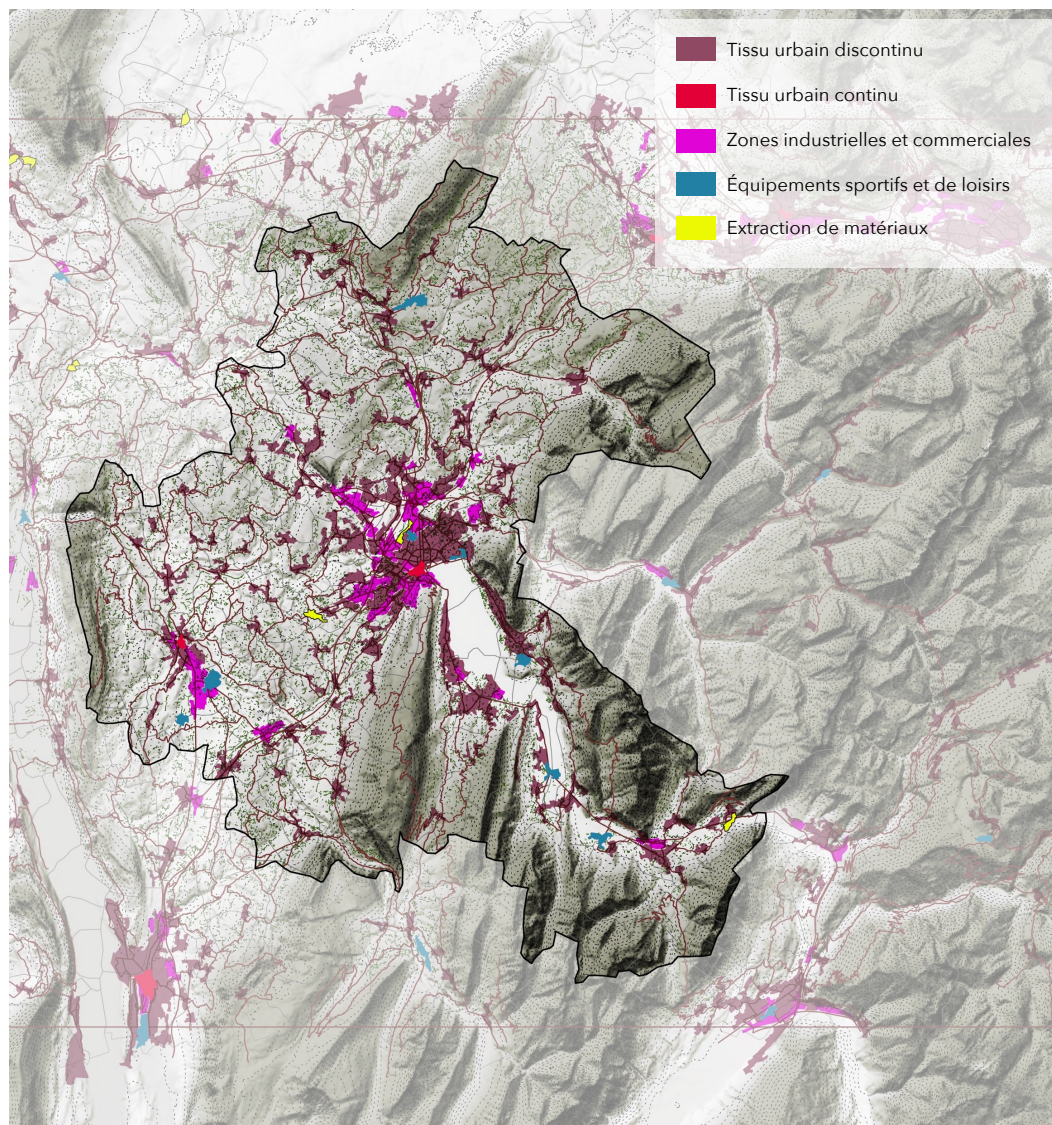 Tissu urbain discontinu
Tissu urbain continu
Zones industrielles et commerciales
Équipements sportifs et de loisirs
Extraction de matériaux